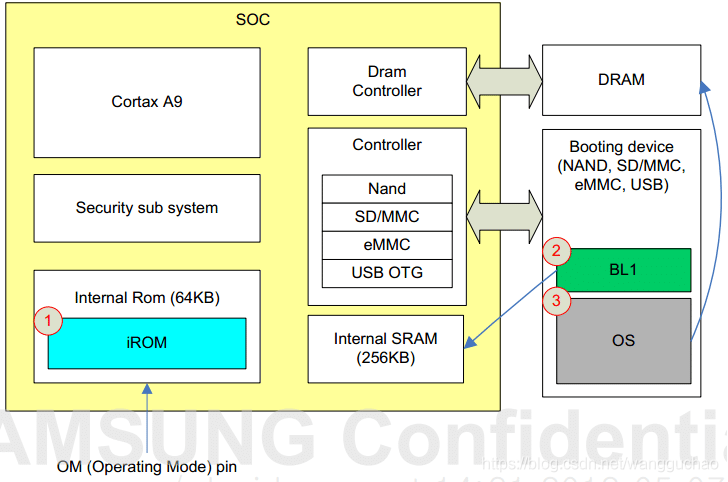 SOC
Cortax A9
Dram
Controller
DRAM
Controller
Nand
SD/MMC
eMMC
USB OTG
Booting device
(NAND, SD/MMC,
eMMC, USB)
Security sub system
2
BL1
3
OS
Internal Rom (64KB)
1
iROM
Internal SRAM
(256KB)
AMSUNG Confidentia
OM (Operating Mode) pin
https://blog.csdn.net/wangguchao